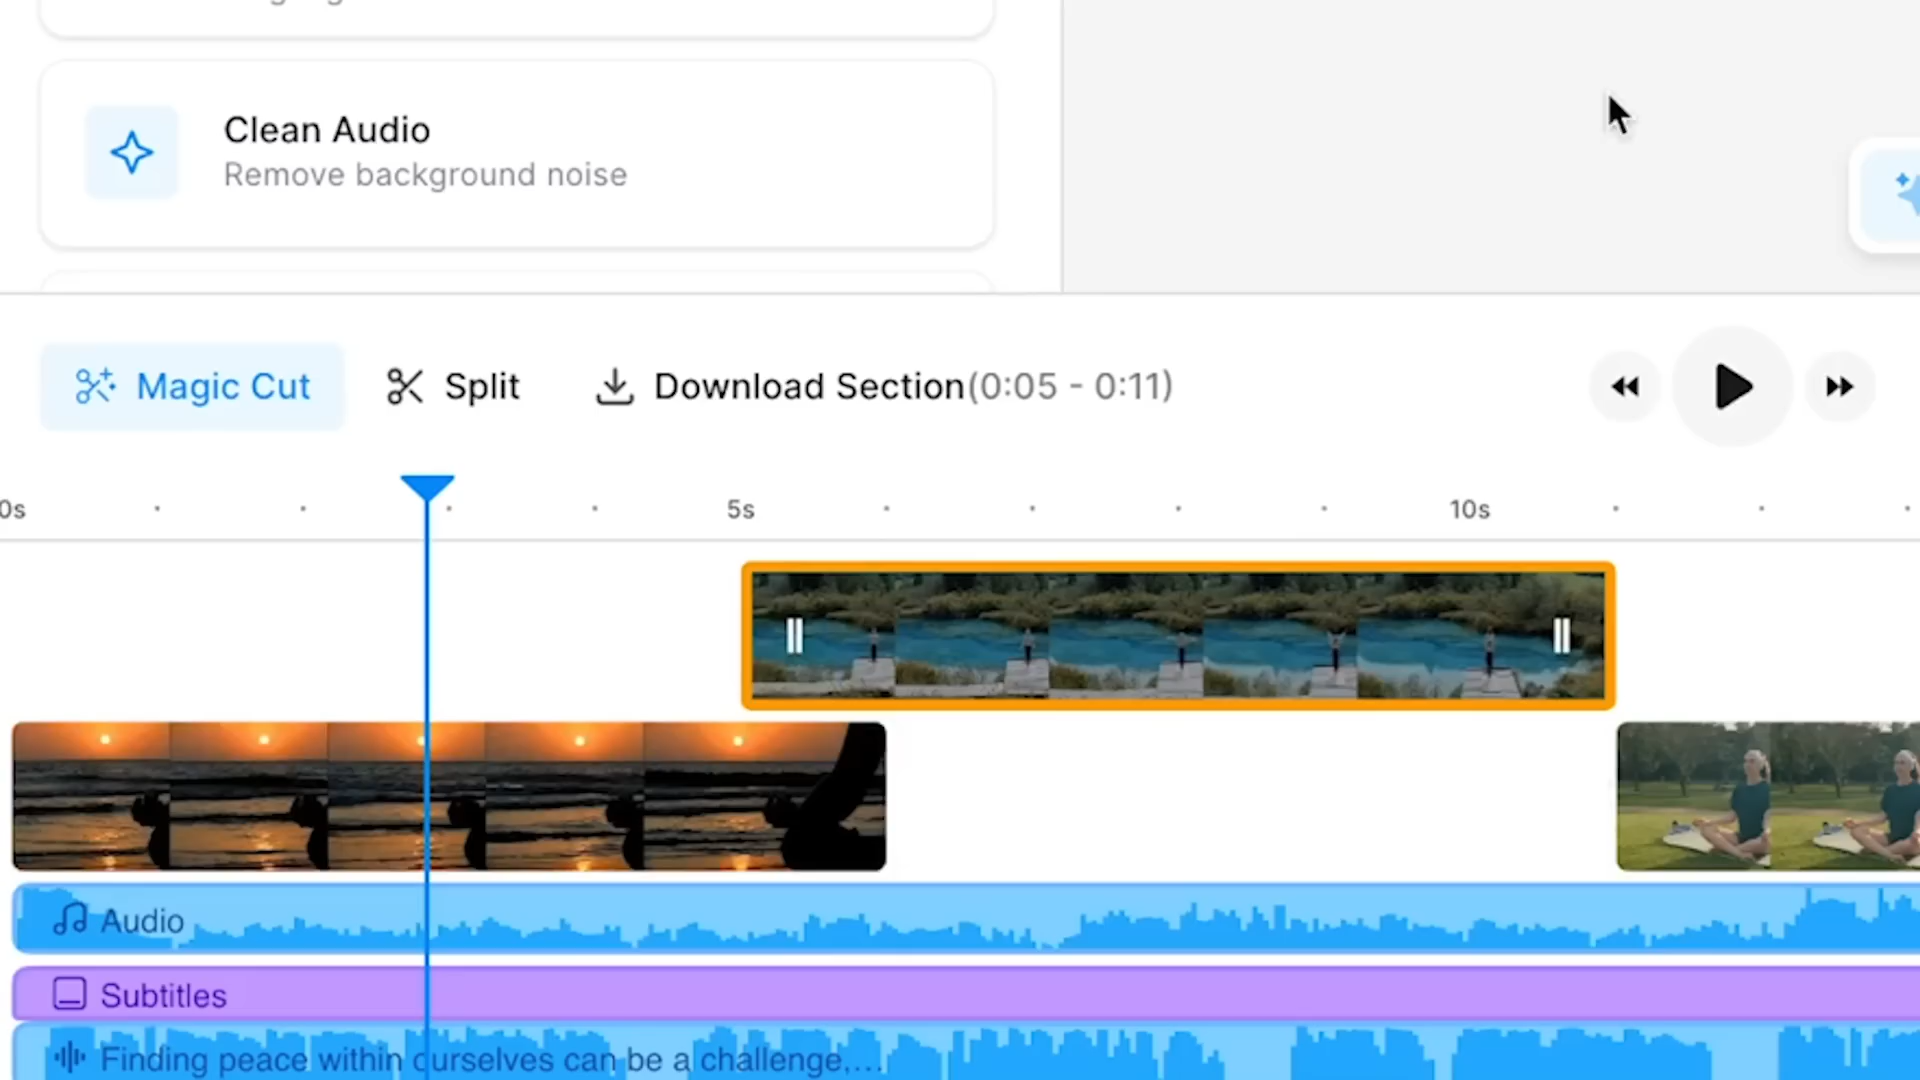 Clean Audio
Remove background noise
Magic Cut
Split
Download Section(0:05 - 0:11)
0s
5s
10s
Audio
Subtitles
Finding peace within ourselves can be a challenge,...